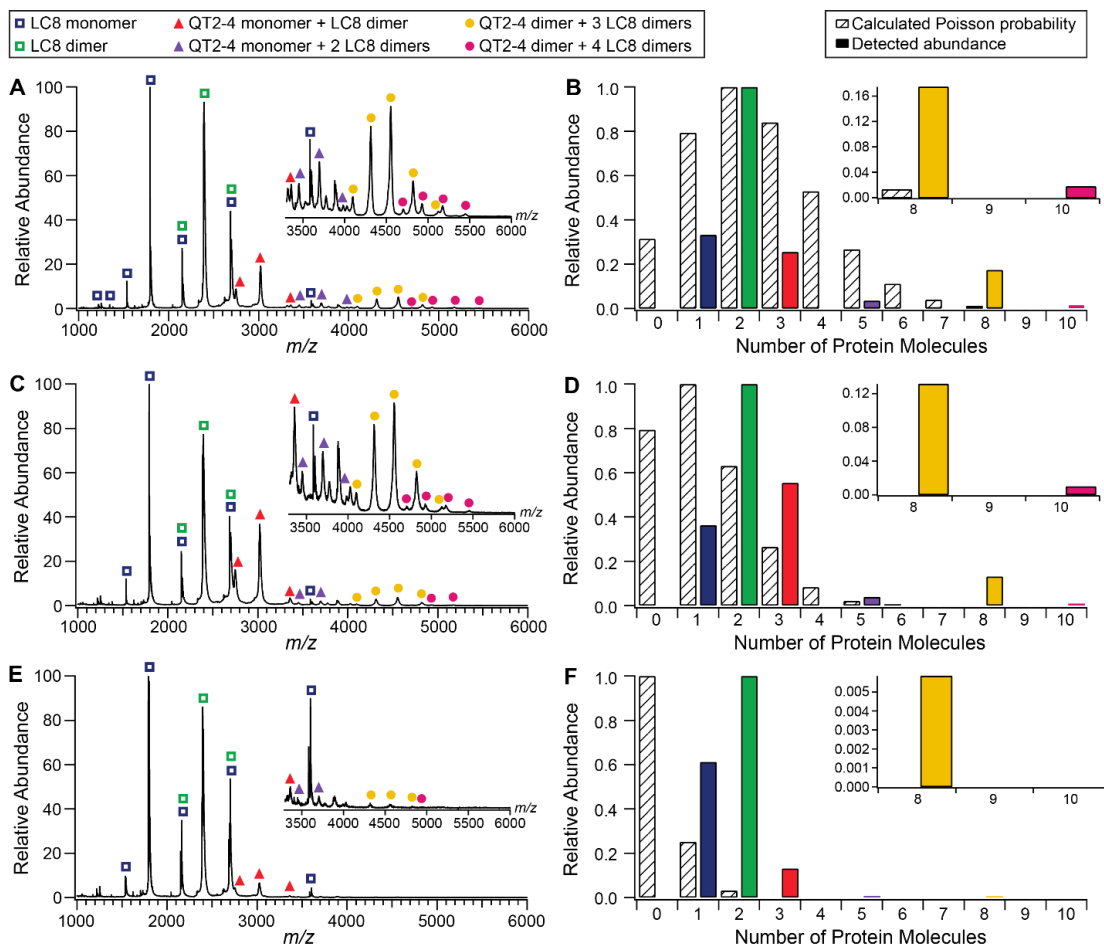 LC8 monomer
LC8 dimer
QT2-4 monomer + LC8 dimer
QT2-4 monomer + 2 LC8 dimers
QT2-4 dimer + 3 LC8 dimers
QT2-4 dimer + 4 LC8 dimers
Calculated Poisson probability
Detected abundance
A
Relative Abundance
100
80
60
40
20
0
1000 2000 3000 4000 5000 6000
m/z
3500 4000 4500 5000 5500 6000
m/z
B
Relative Abundance
1.0
0.8
0.6
0.4
0.2
0.0
0 1 2 3 4 5 6 7 8 9 10
Number of Protein Molecules
0.16
0.12
0.08
0.04
0.00
8 9 10
C
Relative Abundance
100
80
60
40
20
0
1000 2000 3000 4000 5000 6000
m/z
3500 4000 4500 5000 5500 6000
m/z
D
Relative Abundance
1.0
0.8
0.6
0.4
0.2
0.0
0 1 2 3 4 5 6 7 8 9 10
Number of Protein Molecules
0.12
0.08
0.04
0.00
8 9 10
E
Relative Abundance
100
80
60
40
20
0
1000 2000 3000 4000 5000 6000
m/z
3500 4000 4500 5000 5500 6000
m/z
F
Relative Abundance
1.0
0.8
0.6
0.4
0.2
0.0
0 1 2 3 4 5 6 7 8 9 10
Number of Protein Molecules
0.005
0.004
0.003
0.002
0.001
0.000
8 9 10